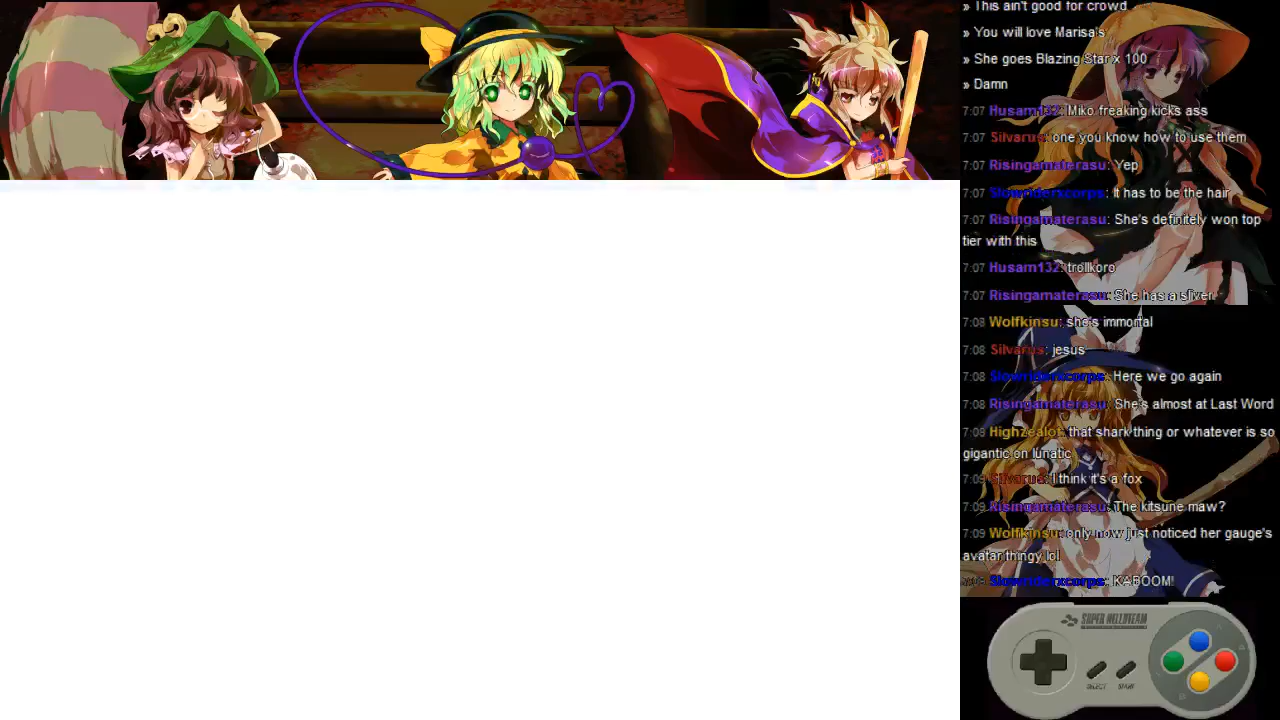 » This ain't good for crowd
» You will love Marisa's
» She goes Blazing Star x 100
» Damn
7:07 Husam132: Miko freaking kicks ass
7:07 Silvarus: one you know how to use them
7:07 Risingamaterasu: Yep
7:07 Slowriderxcorps: It has to be the hair
7:07 Risingamaterasu: She's definitely won top
tier with this
7:07 Husam132: trollkoro
7:07 Risingamaterasu: She has a sliver
7:08 Wolfkinsu: she's immortal
7:08 Silvarus: jesus
7:08 Slowriderxcorps: Here we go again
7:08 Risingamaterasu: She's almost at Last Word
7:08 Highzealot: that shark thing or whatever is so
gigantic on lunatic
7:09 Silvarus: I think it's a fox
7:09 Risingamaterasu: The kitsune maw?
7:09 Wolfkinsu: only now just noticed her gauge's
avatar thingy lol
Slowriderxcorps: KABOOM!
SUPER MELDTEAM
SELECT START